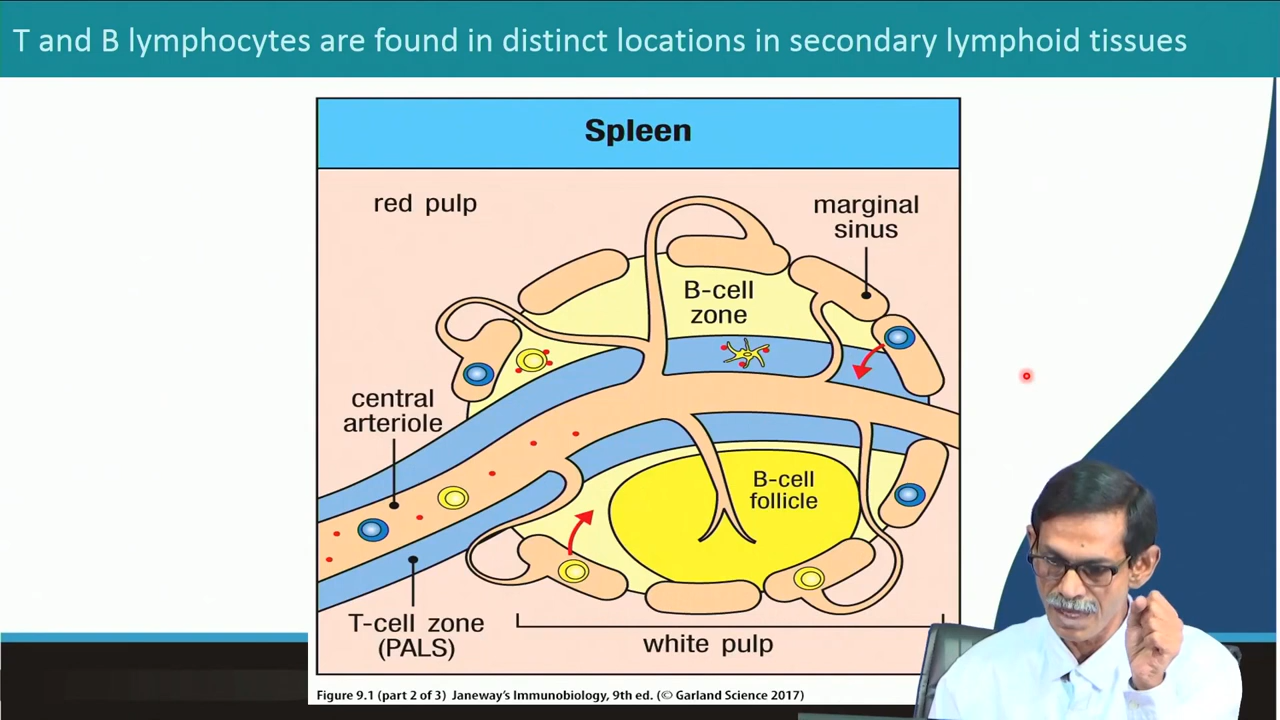 T and B lymphocytes are found in distinct locations in secondary lymphoid tissues
Spleen
red pulp
marginal
sinus
B-cell
zone
central
arteriole
B-cell
follicle
T-cell zone
(PALS)
white pulp
Figure 9.1 (part 2 of 3) Janeway's Immunobiology, 9th ed. (© Garland Science 2017)